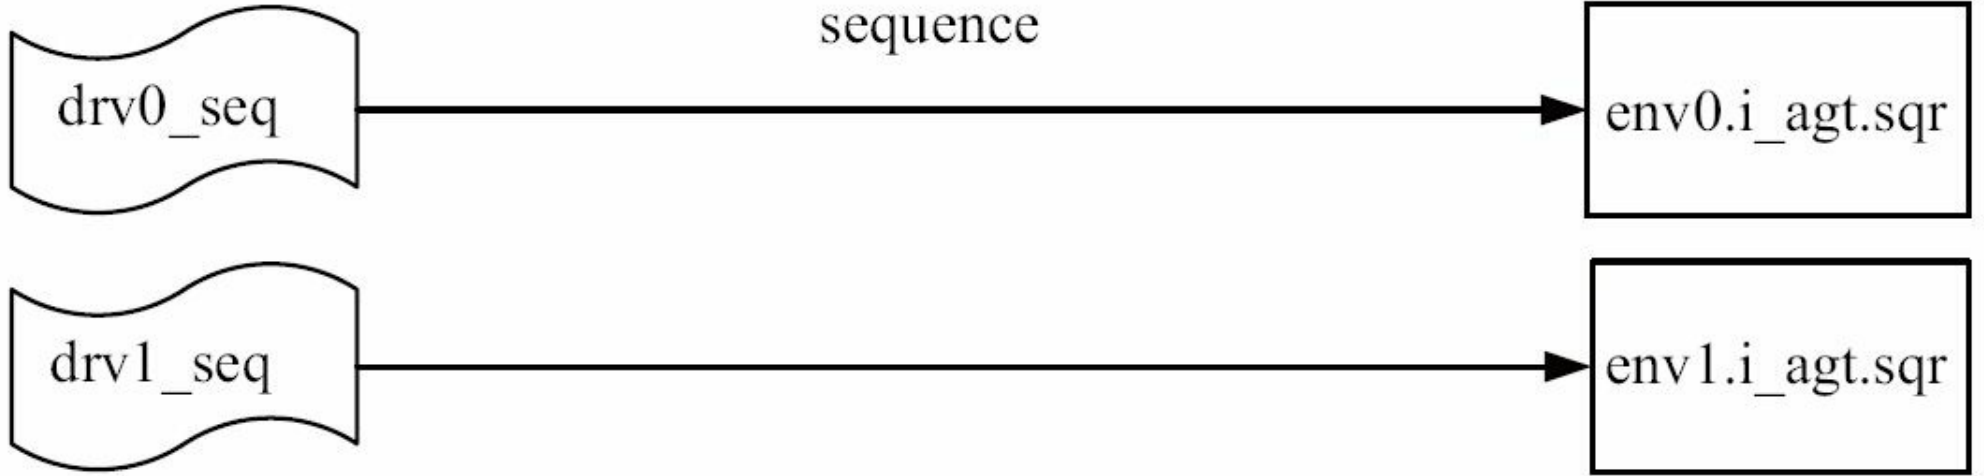 sequence
drv0_seq
env0.i_agt.sqr
drv1_seq
env1.i_agt.sqr